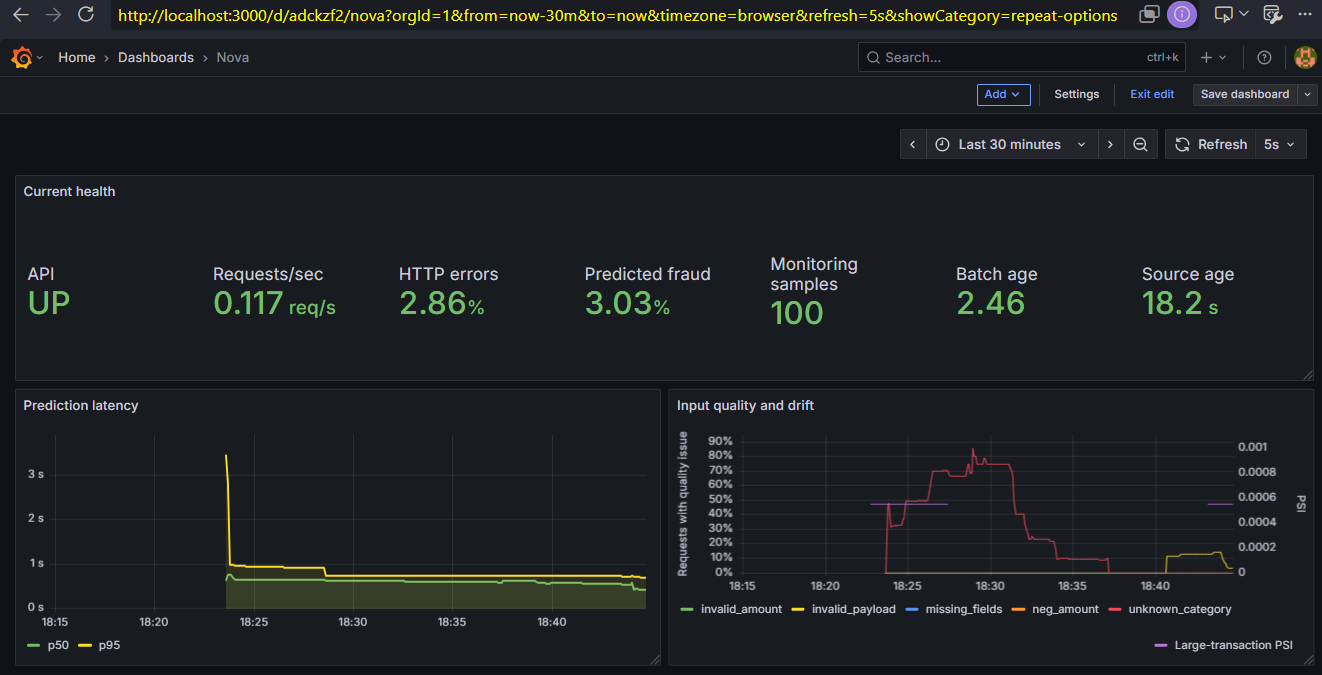 http://localhost:3000/d/adckzf2/nova?orgId=1&from=now-30m&to=now&timezone=browser&refresh=5s&showCategory=repeat-options
Home › Dashboards › Nova
Search... ctrl+k
Add Settings Exit edit Save dashboard
Last 30 minutes Refresh 5s
Current health
API
UP
Requests/sec
0.117 req/s
HTTP errors
2.86%
Predicted fraud
3.03%
Monitoring
samples
100
Batch age
2.46
Source age
18.2 s
Prediction latency
3 s
2 s
1 s
0 s
18:15 18:20 18:25 18:30 18:35 18:40
p50 p95
Input quality and drift
Requests with quality issue
90%
80%
70%
60%
50%
40%
30%
20%
10%
0%
0.001
0.0008
0.0006
0.0004
0.0002
0
PSI
18:15 18:20 18:25 18:30 18:35 18:40
invalid_amount invalid_payload missing_fields neg_amount unknown_category
Large-transaction PSI